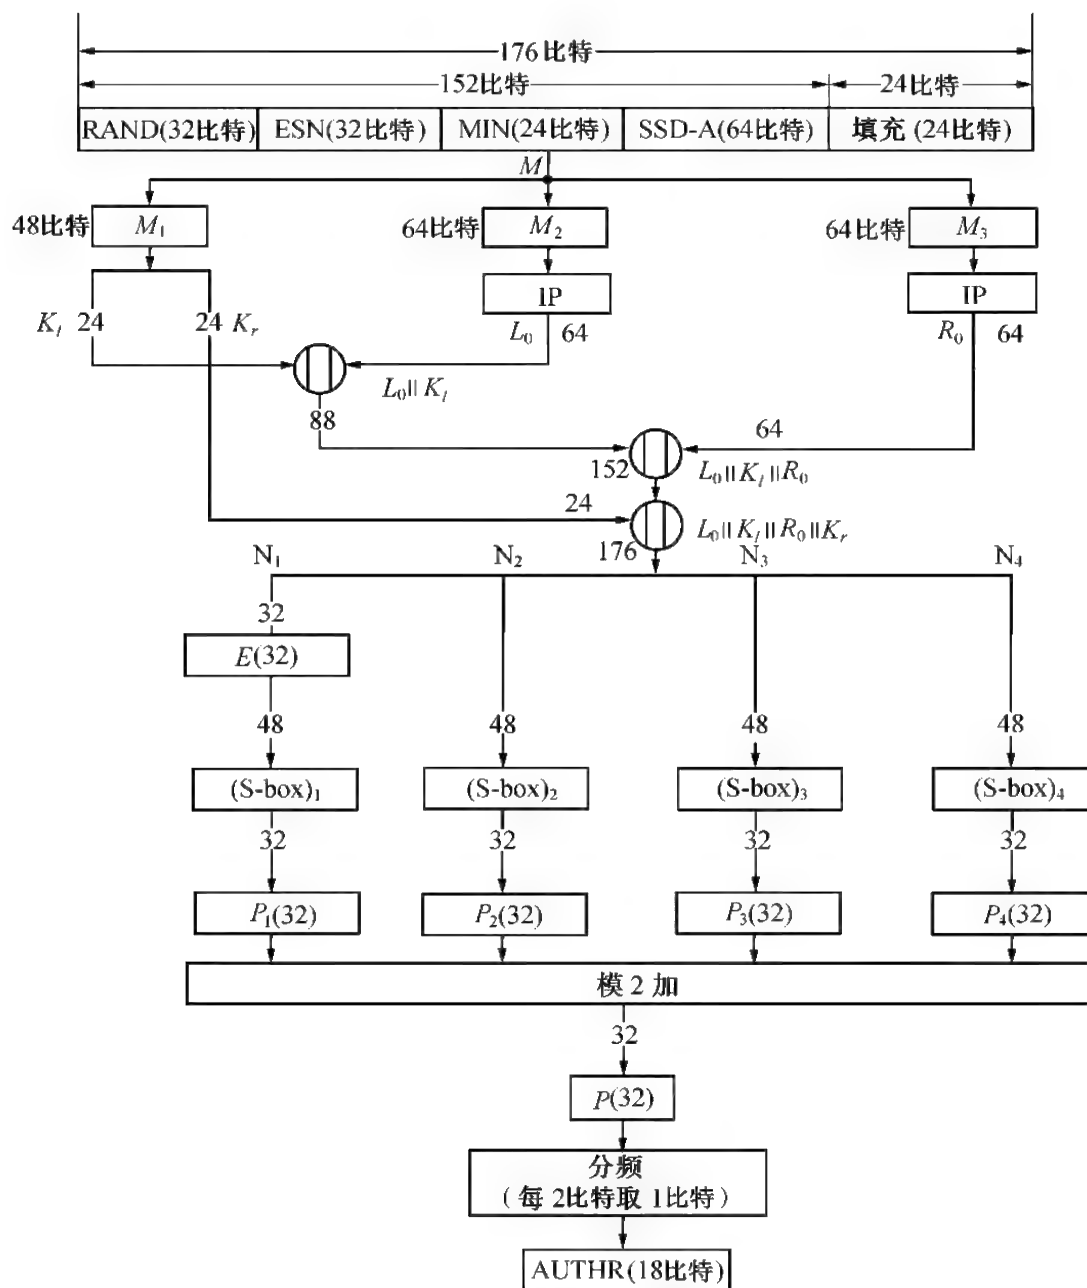 176比特
152比特 24比特
RAND(32比特) ESN(32比特) MIN(24比特) SSD-A(64比特) 填充 (24比特)
M
48比特 M₁ 64比特 M₂ 64比特 M₃
IP IP
Kₗ 24 24 Kᵣ L₀ 64 R₀ 64
L₀||Kₗ
88 64
152 L₀||Kₗ||R₀
24
L₀||Kₗ||R₀||Kᵣ
176
N₁ N₂ N₃ N₄
32
E(32)
48 48 48 48
(S-box)₁ (S-box)₂ (S-box)₃ (S-box)₄
32 32 32 32
P₁(32) P₂(32) P₃(32) P₄(32)
模 2 加
32
P(32)
分频
(每 2比特取 1比特)
AUTHR(18比特)